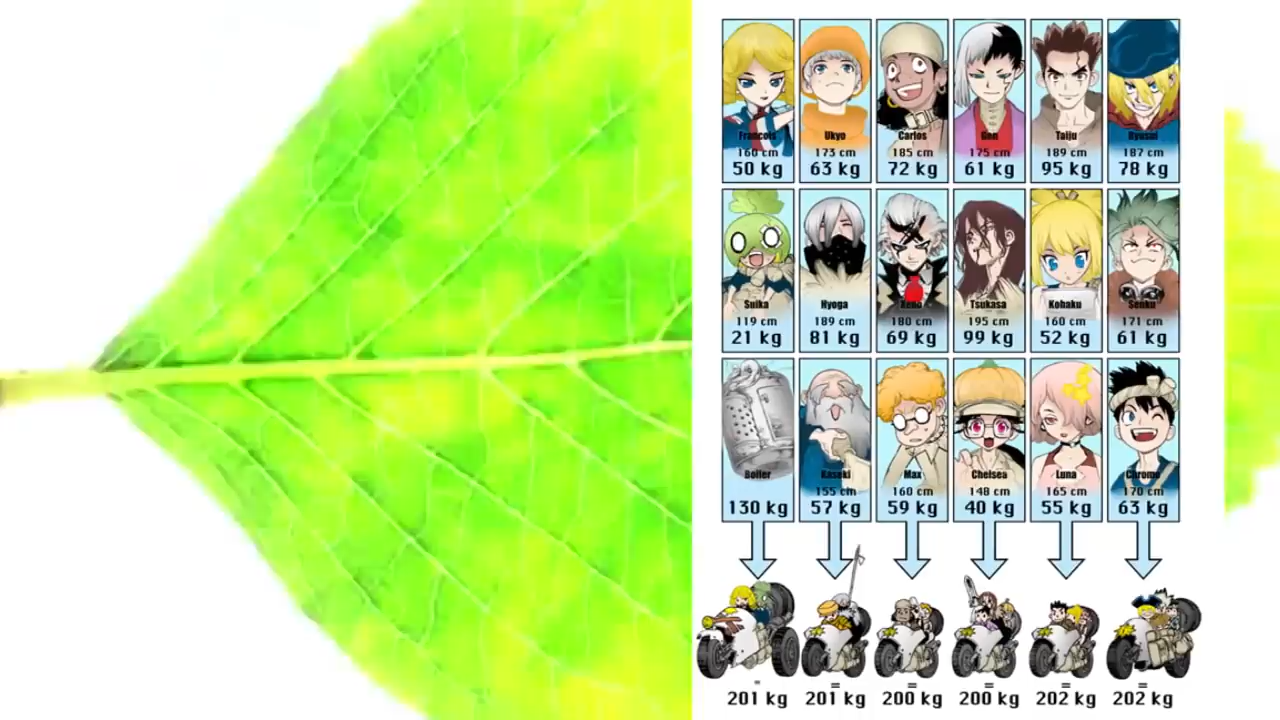 Francois Ukyo Carlos Gen Taiju Ryusui
160 cm 173 cm 185 cm 175 cm 189 cm 187 cm
50 kg 63 kg 72 kg 61 kg 95 kg 78 kg
Suika Hyoga Xeno Tsukasa Kohaku Senku
119 cm 189 cm 180 cm 195 cm 160 cm 171 cm
21 kg 81 kg 69 kg 99 kg 52 kg 61 kg
Boiler Kaseki Max Chelsea Luna Chrome
155 cm 160 cm 148 cm 165 cm 170 cm
130 kg 57 kg 59 kg 40 kg 55 kg 63 kg
= = = = = =
201 kg 201 kg 200 kg 200 kg 202 kg 202 kg